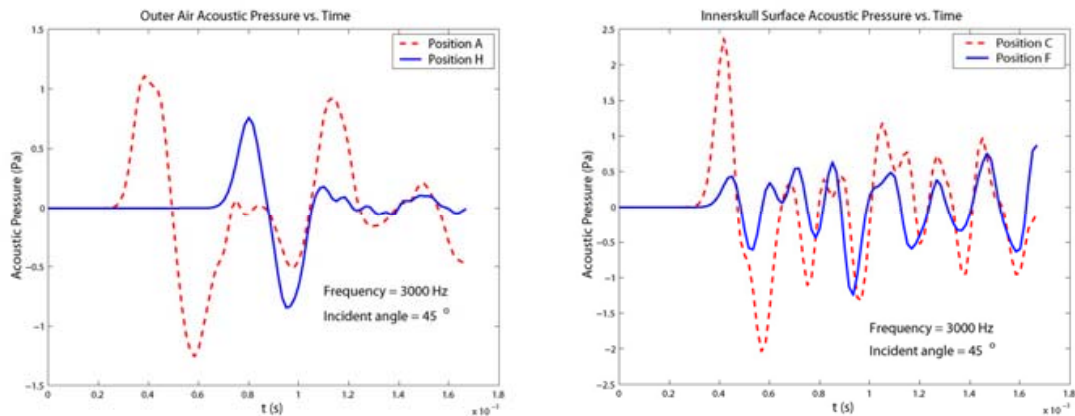 Outer Air Acoustic Pressure vs. Time
1.5
1
0.5
0
−0.5
−1
−1.5
Acoustic Pressure (Pa)
Position A
Position H
Frequency = 3000 Hz
Incident angle = 45 °
0 0.2 0.4 0.6 0.8 1 1.2 1.4 1.6 1.8
t (s)
x 10⁻³
Innerskull Surface Acoustic Pressure vs. Time
2.5
2
1.5
1
0.5
0
−0.5
−1
−1.5
−2
−2.5
Acoustic Pressure (Pa)
Position C
Position F
Frequency = 3000 Hz
Incident angle = 45 °
0 0.2 0.4 0.6 0.8 1 1.2 1.4 1.6 1.8
t (s)
x 10⁻³